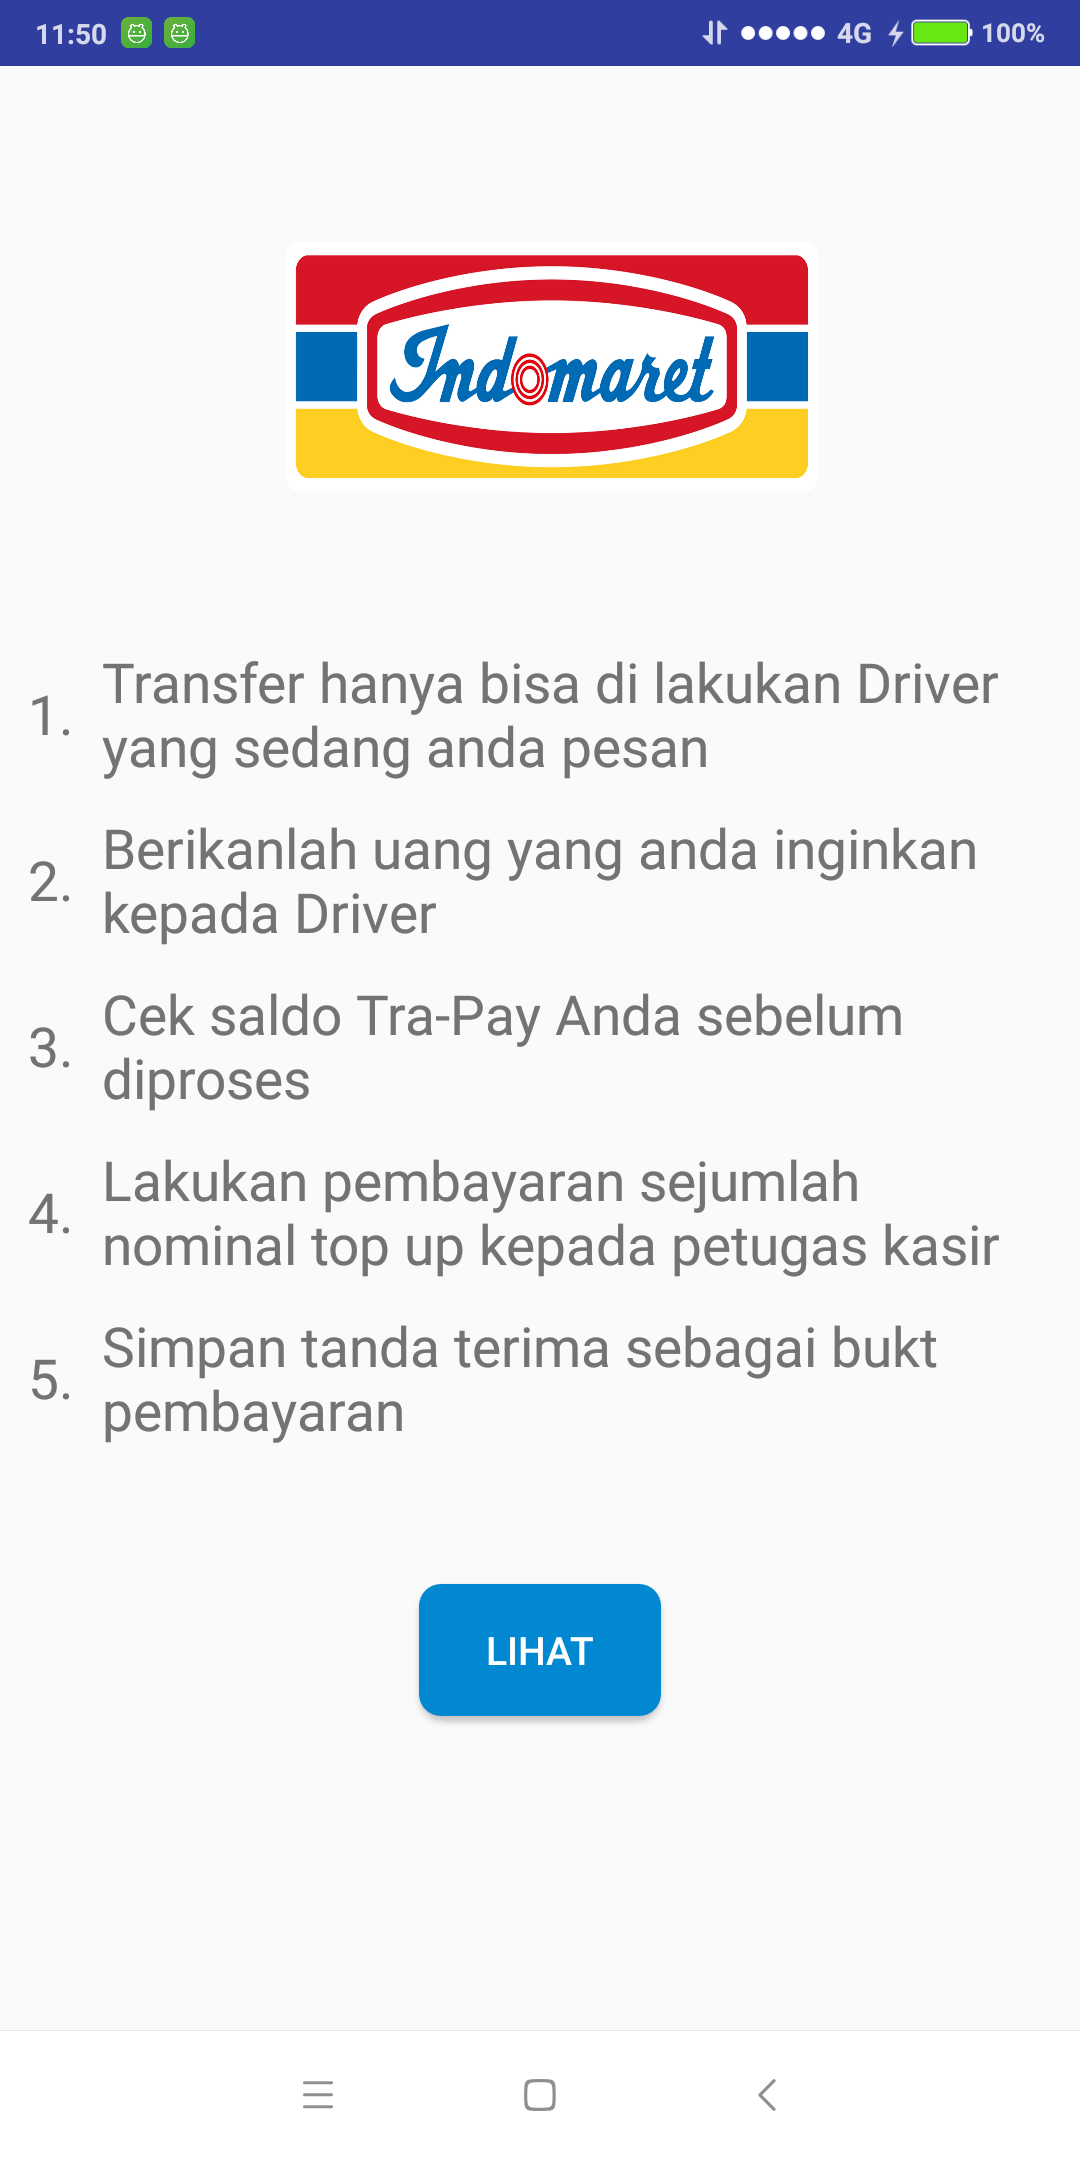 11:50 4G 100%
Indomaret
1. Transfer hanya bisa di lakukan Driver
yang sedang anda pesan
2. Berikanlah uang yang anda inginkan
kepada Driver
3. Cek saldo Tra-Pay Anda sebelum
diproses
4. Lakukan pembayaran sejumlah
nominal top up kepada petugas kasir
5. Simpan tanda terima sebagai bukt
pembayaran
LIHAT